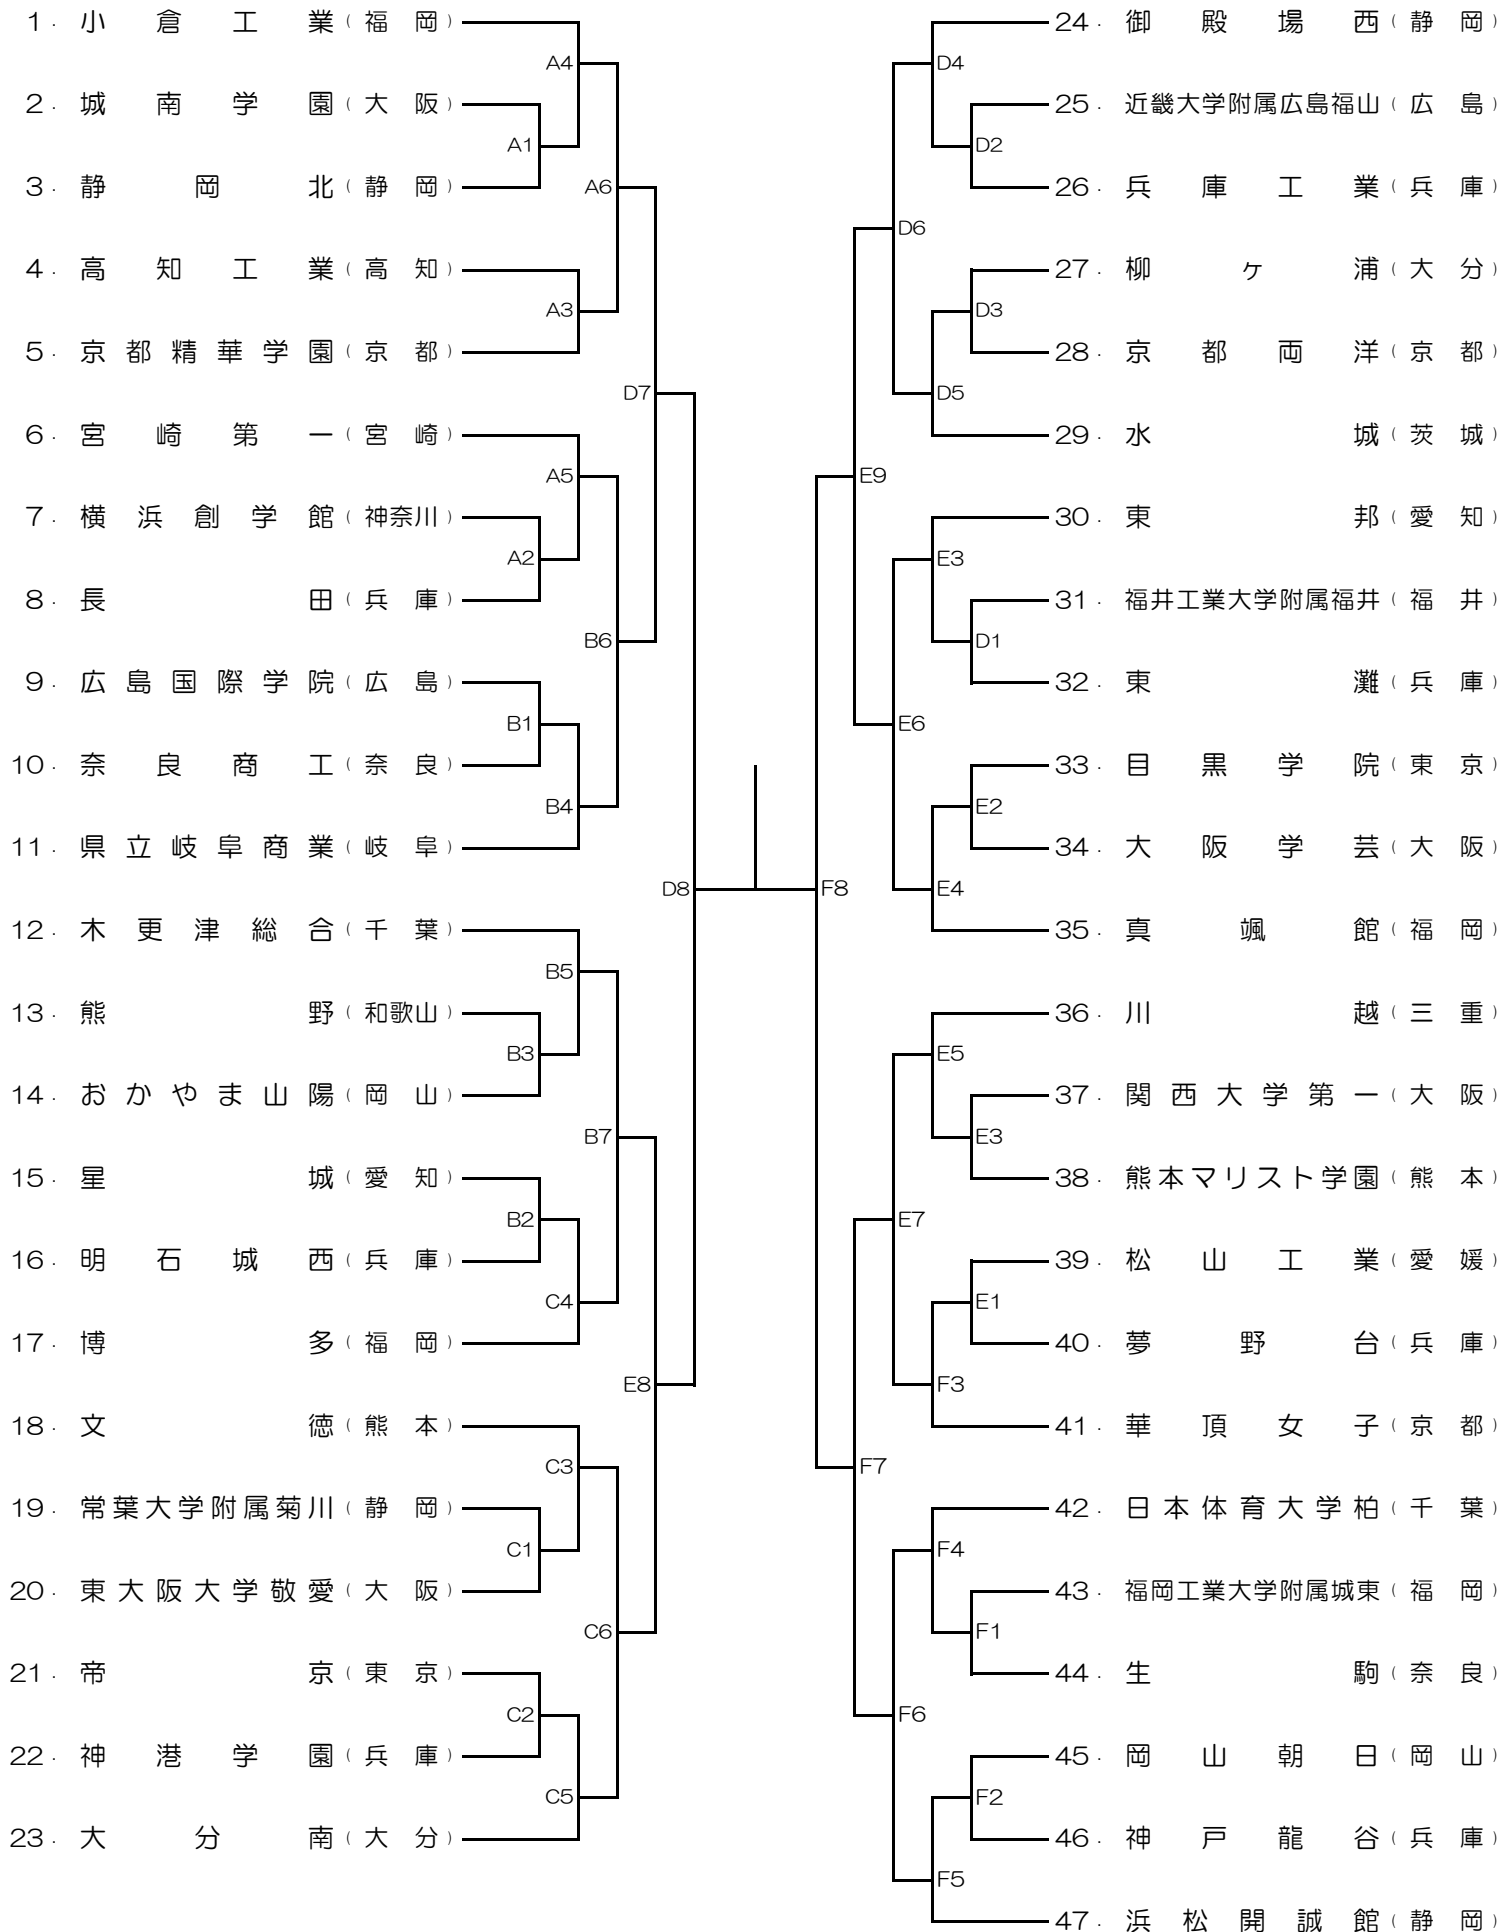 1. 小倉工業（福岡）
A4
2. 城南学園（大阪）
A1
3. 静岡北（静岡）
A6
4. 高知工業（高知）
A3
5. 京都精華学園（京都）
D7
6. 宮崎第一（宮崎）
A5
7. 横浜創学館（神奈川）
A2
8. 長田（兵庫）
B6
9. 広島国際学院（広島）
B1
10. 奈良商工（奈良）
B4
11. 県立岐阜商業（岐阜）
D8
12. 木更津総合（千葉）
B5
13. 熊野（和歌山）
B3
14. おかやま山陽（岡山）
B7
15. 星城（愛知）
B2
16. 明石城西（兵庫）
C4
17. 博多（福岡）
E8
18. 文徳（熊本）
C3
19. 常葉大学附属菊川（静岡）
C1
20. 東大阪大学敬愛（大阪）
C6
21. 帝京（東京）
C2
22. 神港学園（兵庫）
C5
23. 大分南（大分）
24. 御殿場西（静岡）
D4
25. 近畿大学附属広島福山（広島）
D2
26. 兵庫工業（兵庫）
D6
27. 柳ヶ浦（大分）
D3
28. 京都両洋（京都）
D5
29. 水城（茨城）
E9
30. 東邦（愛知）
E3
31. 福井工業大学附属福井（福井）
D1
32. 東灘（兵庫）
E6
33. 目黒学院（東京）
E2
34. 大阪学芸（大阪）
F8
E4
35. 真颯館（福岡）
36. 川越（三重）
E5
37. 関西大学第一（大阪）
E3
38. 熊本マリスト学園（熊本）
E7
39. 松山工業（愛媛）
E1
40. 夢野台（兵庫）
F3
41. 華頂女子（京都）
F7
42. 日本体育大学柏（千葉）
F4
43. 福岡工業大学附属城東（福岡）
F1
44. 生駒（奈良）
F6
45. 岡山朝日（岡山）
F2
46. 神戸龍谷（兵庫）
F5
47. 浜松開誠館（静岡）